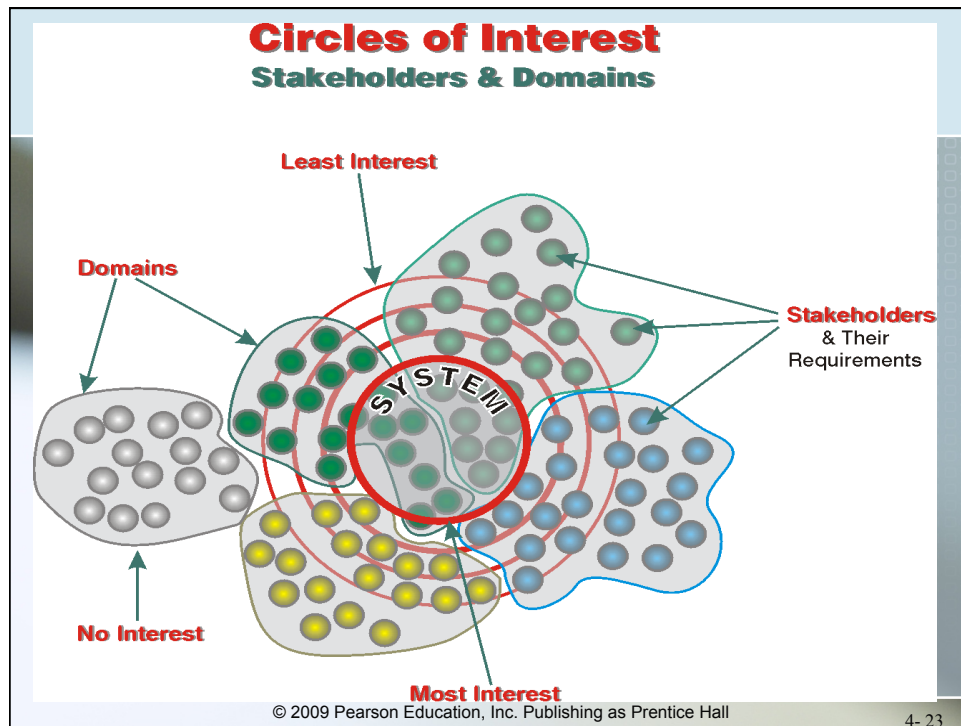 Circles of Interest
Stakeholders & Domains
Least Interest
Domains
Stakeholders
& Their
Requirements
SYSTEM
No Interest
Most Interest
© 2009 Pearson Education, Inc. Publishing as Prentice Hall
4- 23